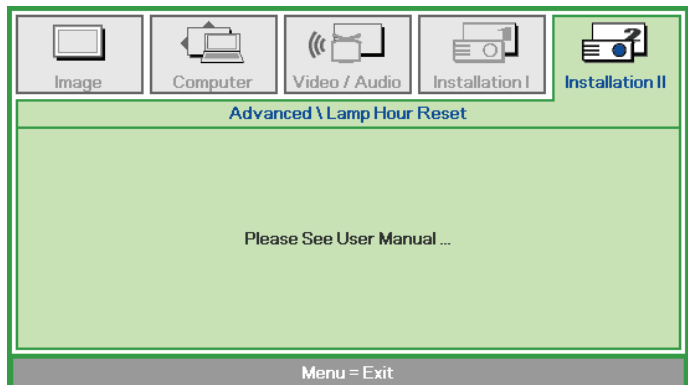 Image
Computer
Video / Audio
Installation I
Installation II
Advanced \ Lamp Hour Reset
Please See User Manual ...
Menu = Exit